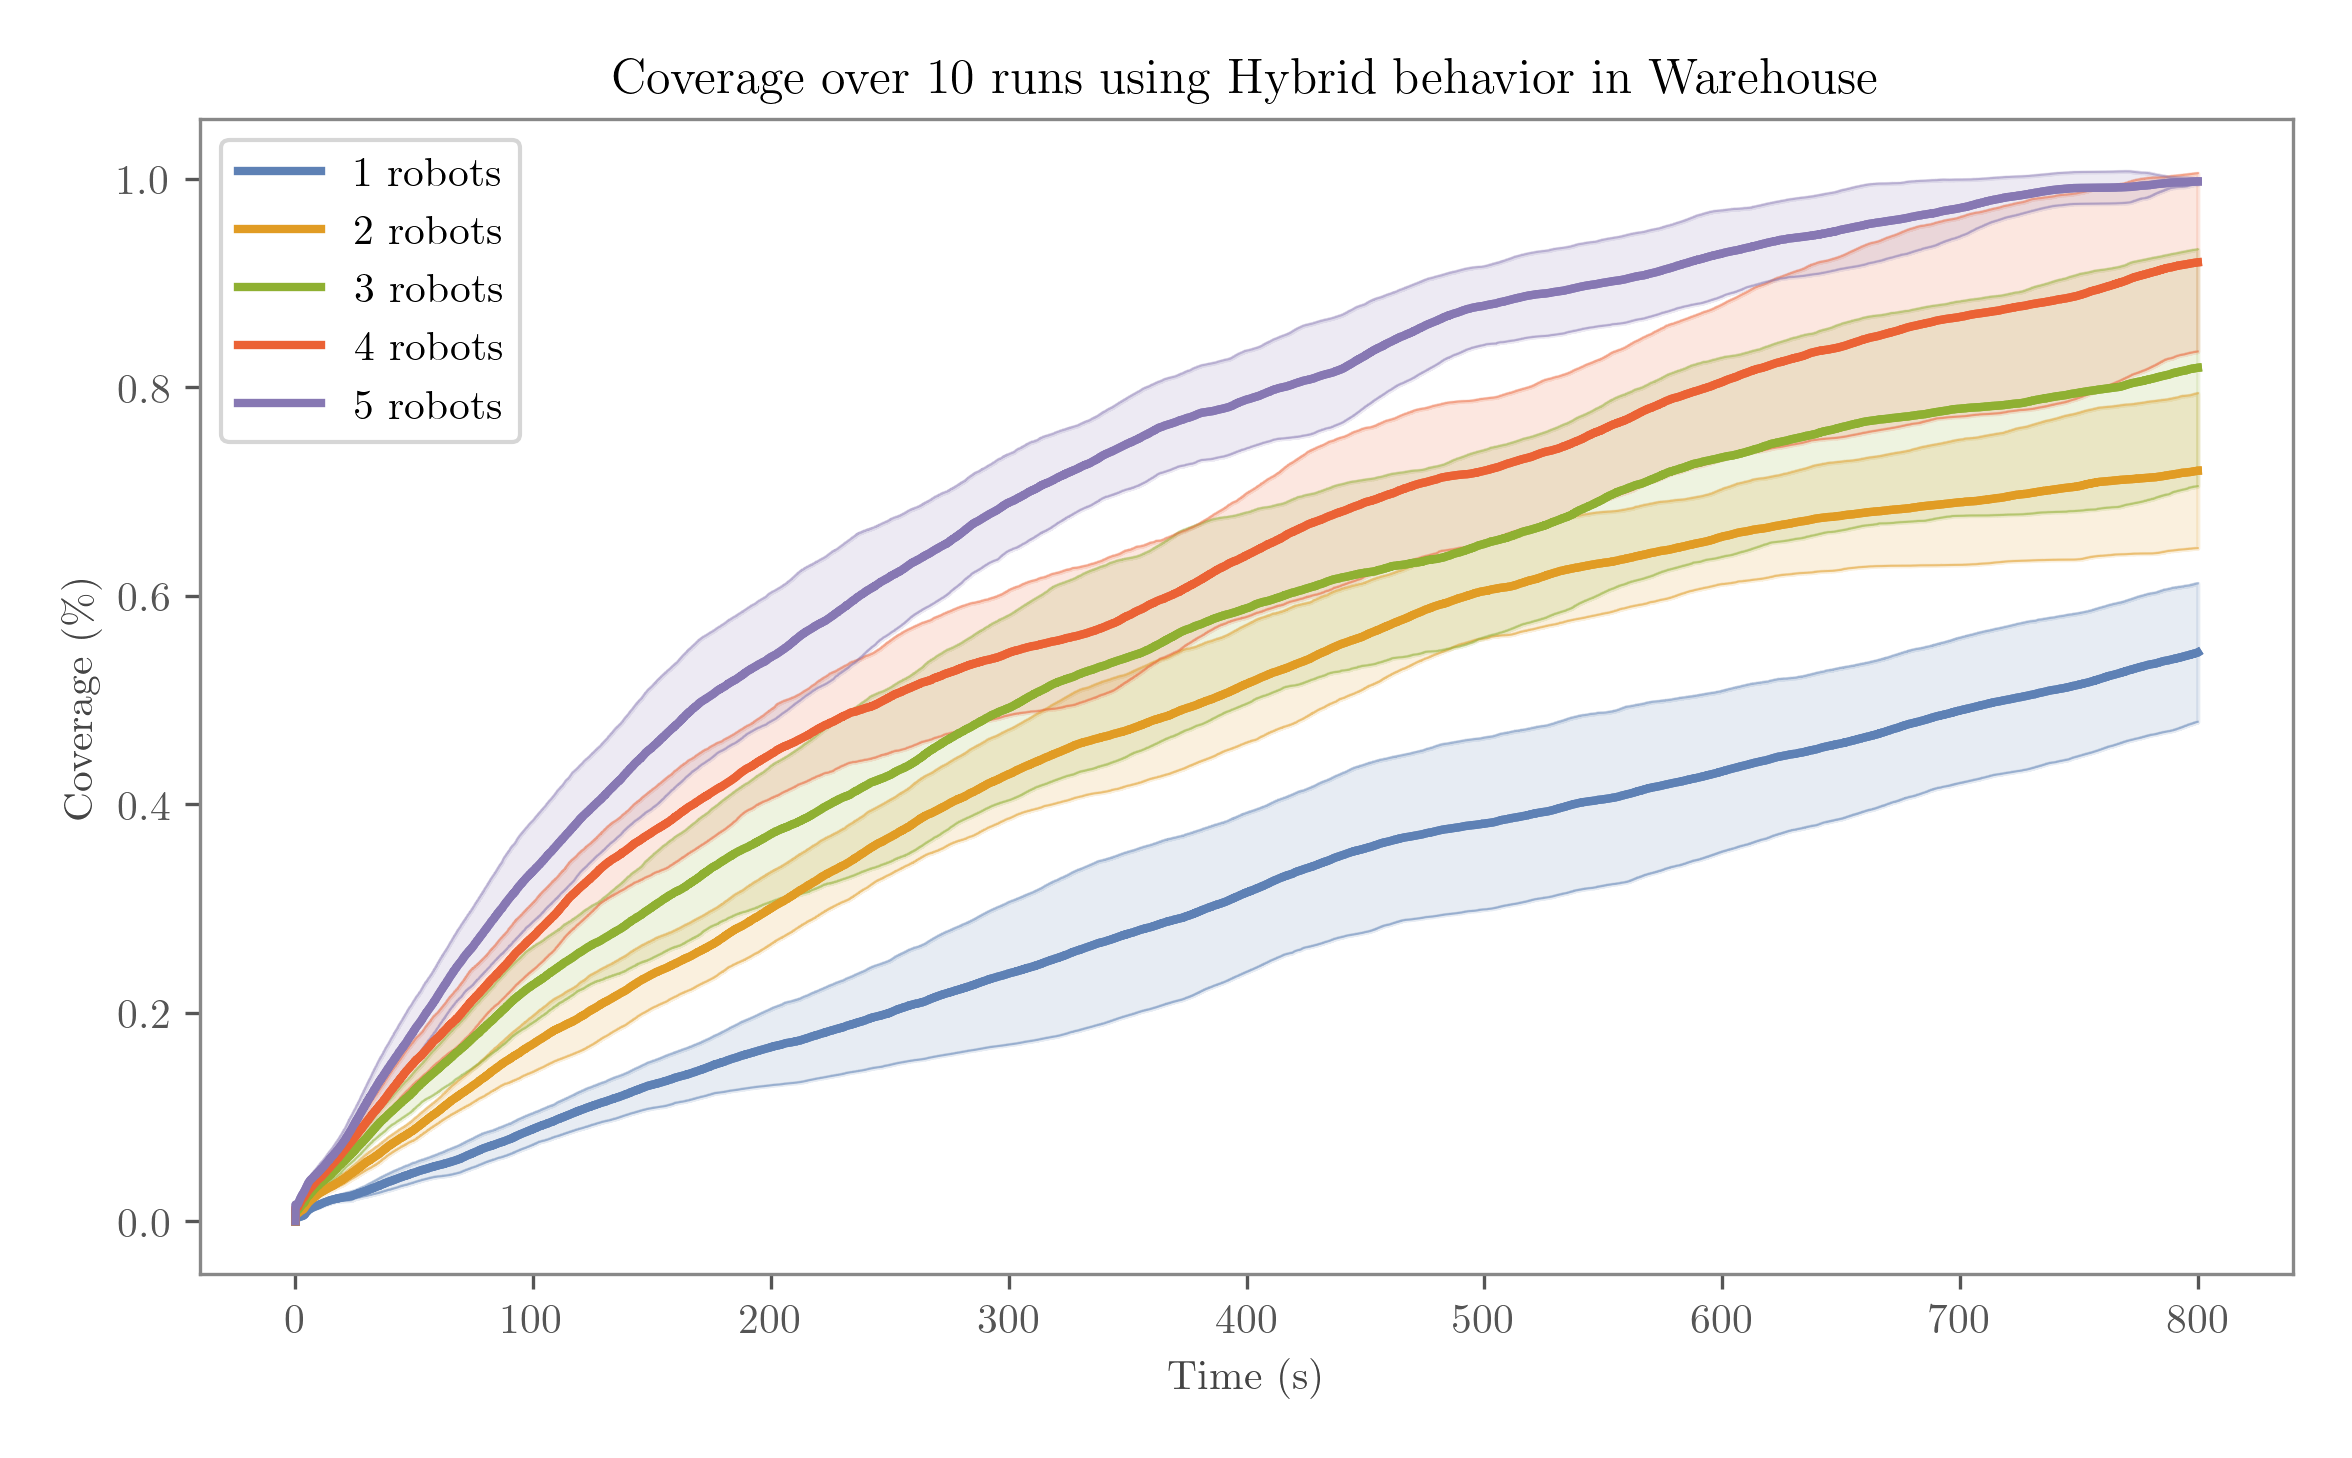 Coverage over 10 runs using Hybrid behavior in Warehouse
1 robots
2 robots
3 robots
4 robots
5 robots
Coverage (%)
1.0
0.8
0.6
0.4
0.2
0.0
0 100 200 300 400 500 600 700 800
Time (s)